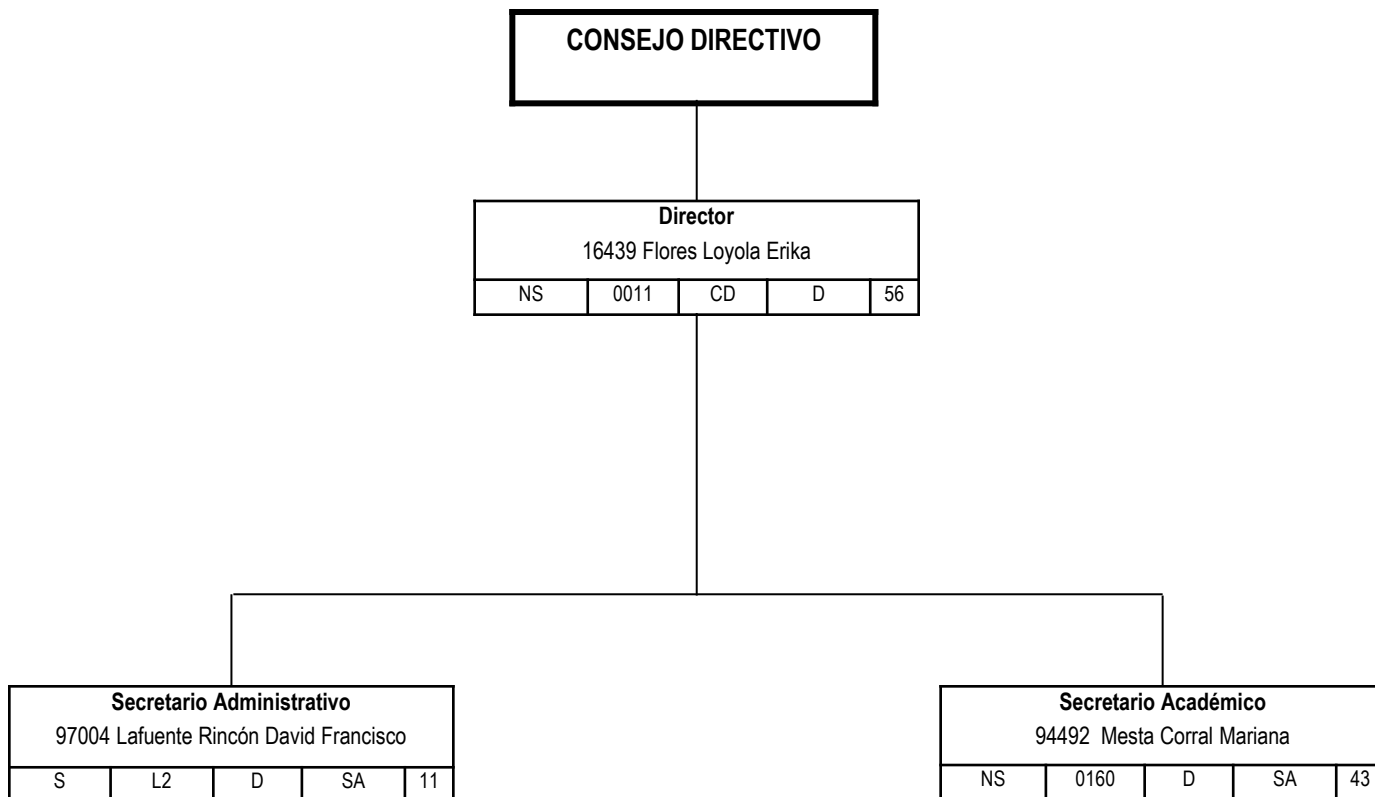 CONSEJO DIRECTIVO
Director
16439 Flores Loyola Erika
NS 0011 CD D 56
Secretario Administrativo
97004 Lafuente Rincón David Francisco
S L2 D SA 11
Secretario Académico
94492 Mesta Corral Mariana
NS 0160 D SA 43